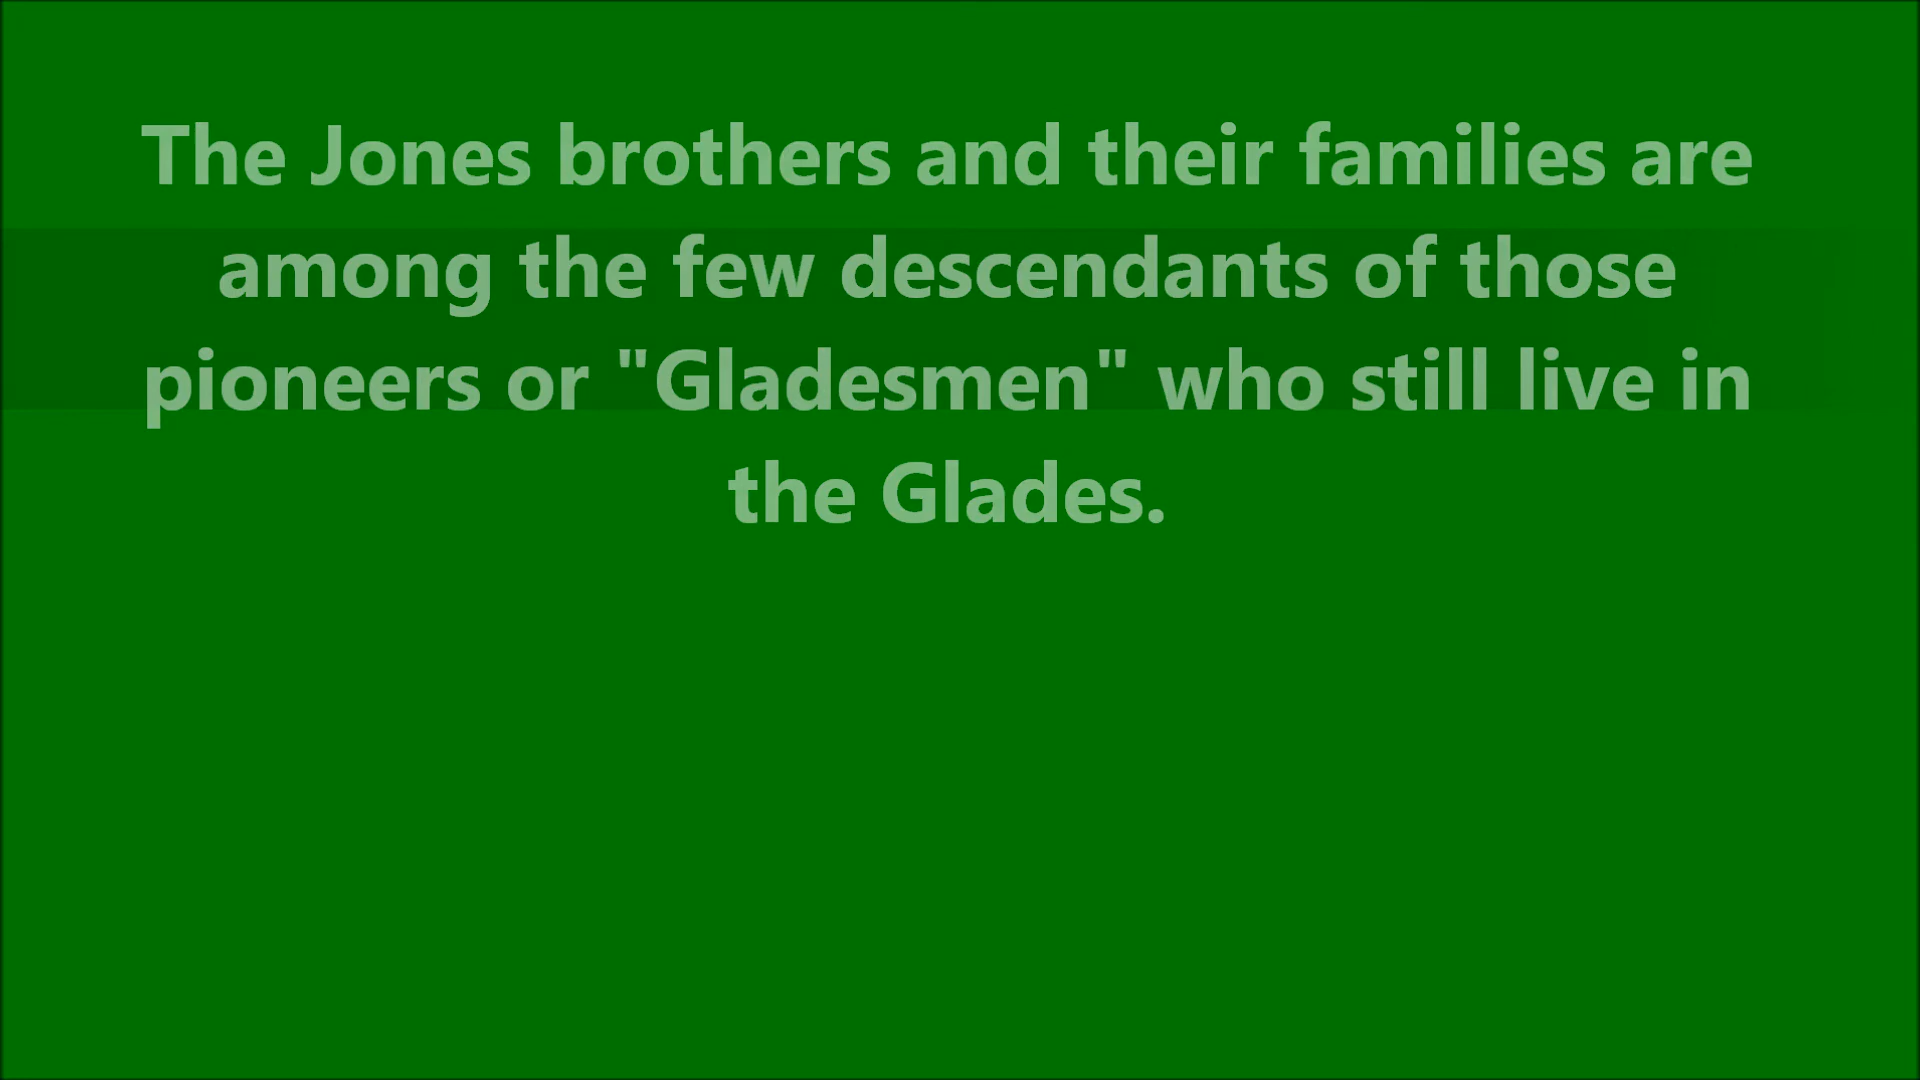 The Jones brothers and their families are
among the few descendants of those
pioneers or "Gladesmen" who still live in
the Glades.